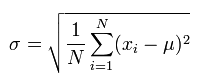 σ = √(1/N ∑_{i=1}^{N} (x_i − μ)²)